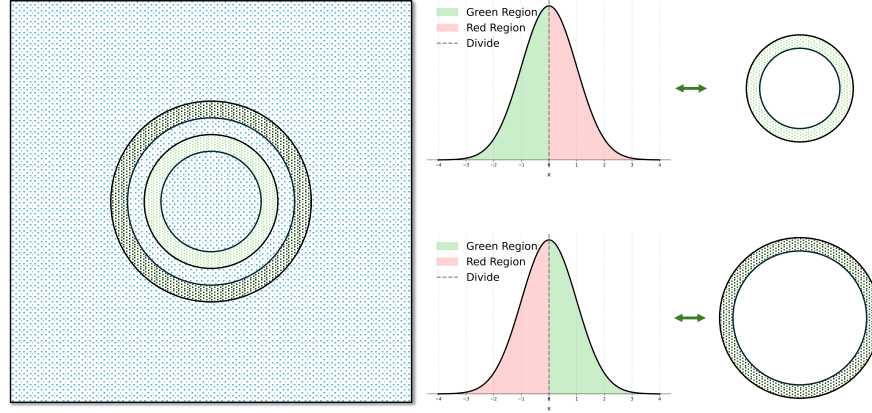 Green Region
Red Region
Divide
−4 −3 −2 −1 0 1 2 3 4
x
Green Region
Red Region
Divide
−4 −3 −2 −1 0 1 2 3 4
x